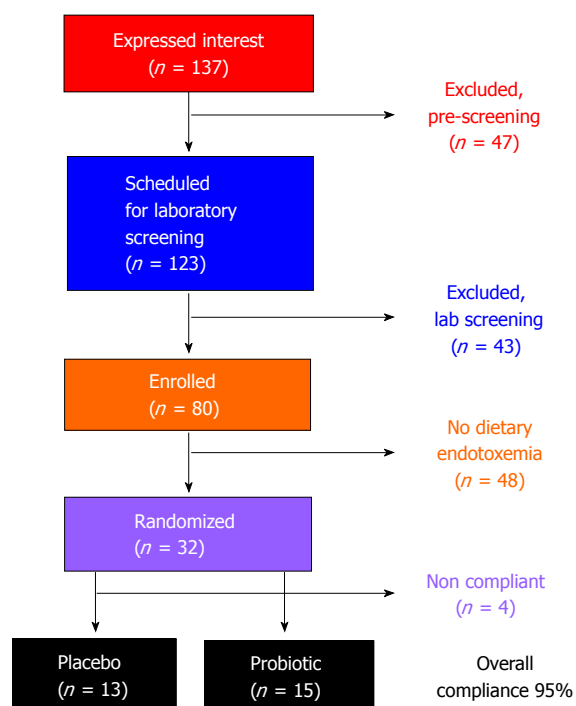 Expressed interest
(n = 137)
Excluded,
pre-screening
(n = 47)
Scheduled
for laboratory
screening
(n = 123)
Excluded,
lab screening
(n = 43)
Enrolled
(n = 80)
No dietary
endotoxemia
(n = 48)
Randomized
(n = 32)
Non compliant
(n = 4)
Placebo
(n = 13)
Probiotic
(n = 15)
Overall
compliance 95%